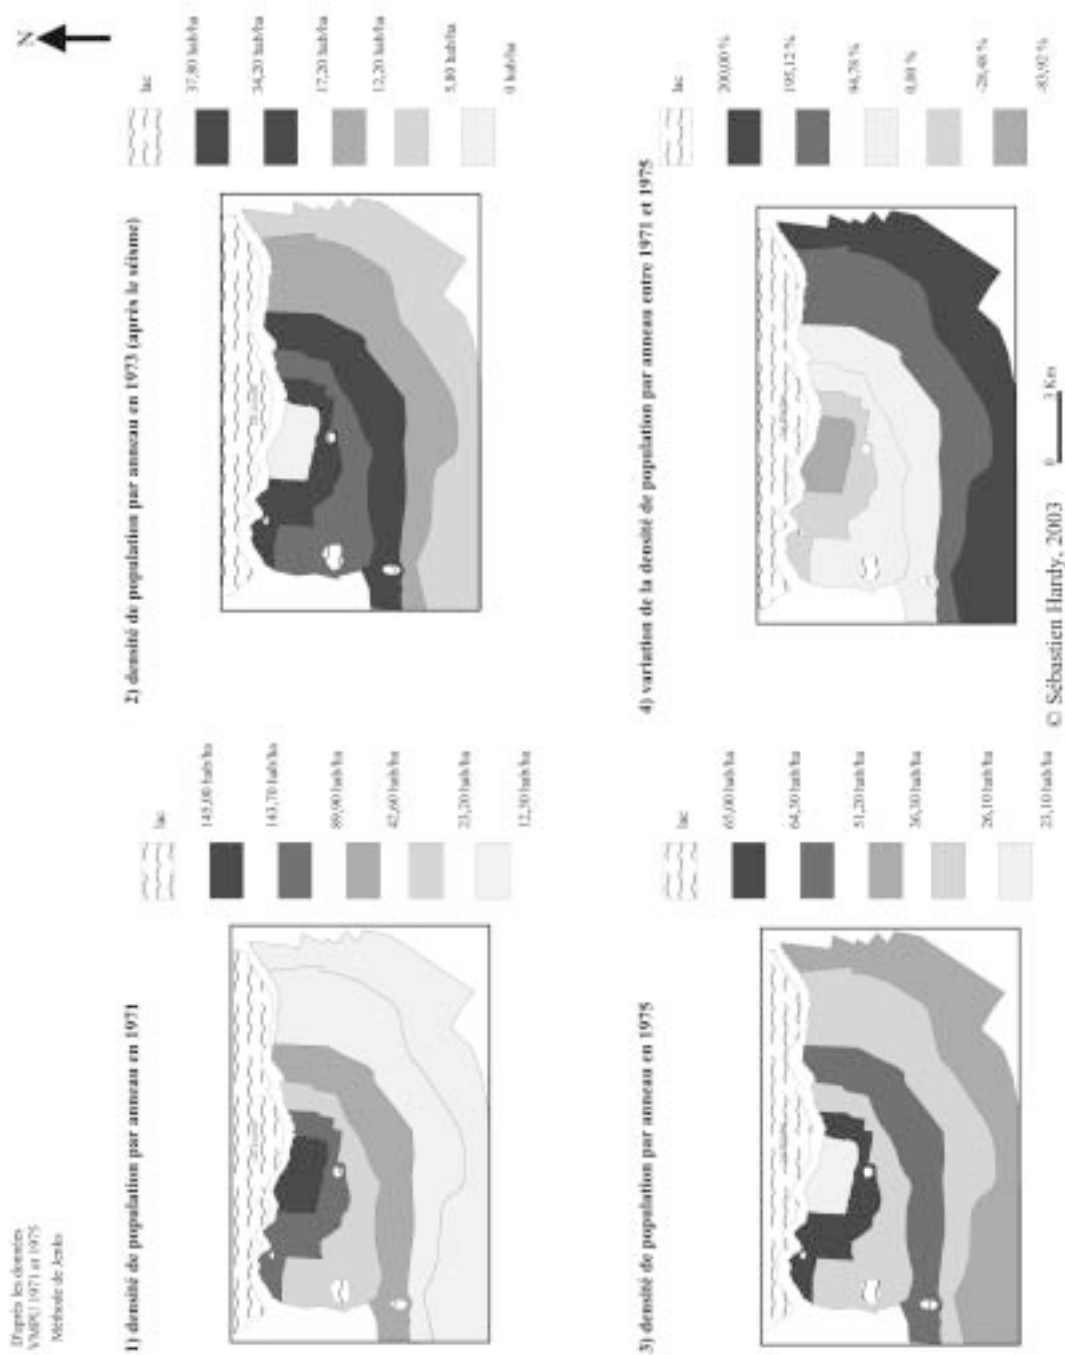 D'après les données
VMPU 1971 et 1975
Méthode de Jenks
N
1) densité de population par anneau en 1971
lac
145,00 hab/ha
143,70 hab/ha
89,90 hab/ha
42,60 hab/ha
23,20 hab/ha
12,30 hab/ha
2) densité de population par anneau en 1973 (après le séisme)
lac
37,80 hab/ha
34,20 hab/ha
17,20 hab/ha
12,20 hab/ha
5,80 hab/ha
0 hab/ha
3) densité de population par anneau en 1975
lac
65,00 hab/ha
64,30 hab/ha
51,20 hab/ha
36,30 hab/ha
26,10 hab/ha
23,10 hab/ha
4) variation de la densité de population par anneau entre 1971 et 1975
lac
200,00 %
195,12 %
0,00 %
-28,48 %
-83,92 %
0 3 Km
© Sébastien Hardy, 2003